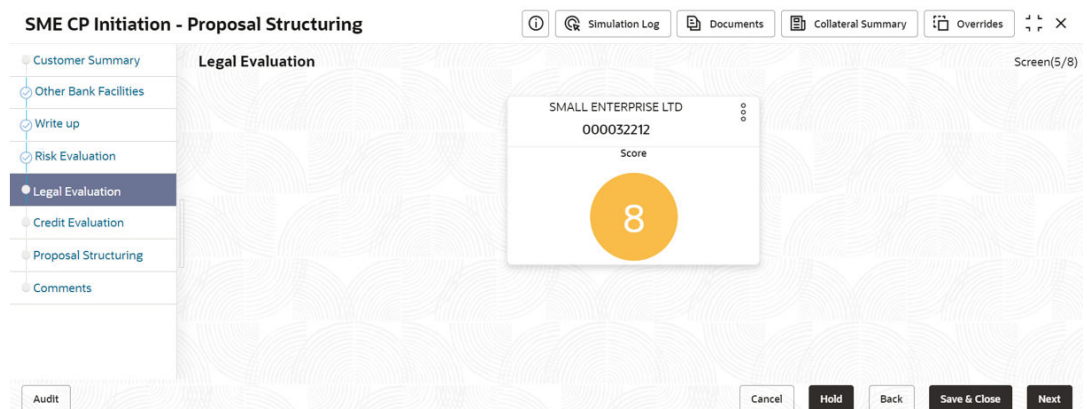 SME CP Initiation - Proposal Structuring
Simulation Log
Documents
Collateral Summary
Overrides
Customer Summary
Other Bank Facilities
Write up
Risk Evaluation
Legal Evaluation
Credit Evaluation
Proposal Structuring
Comments
Legal Evaluation
Screen(5/8)
SMALL ENTERPRISE LTD
000032212
Score
8
Audit
Cancel
Hold
Back
Save & Close
Next